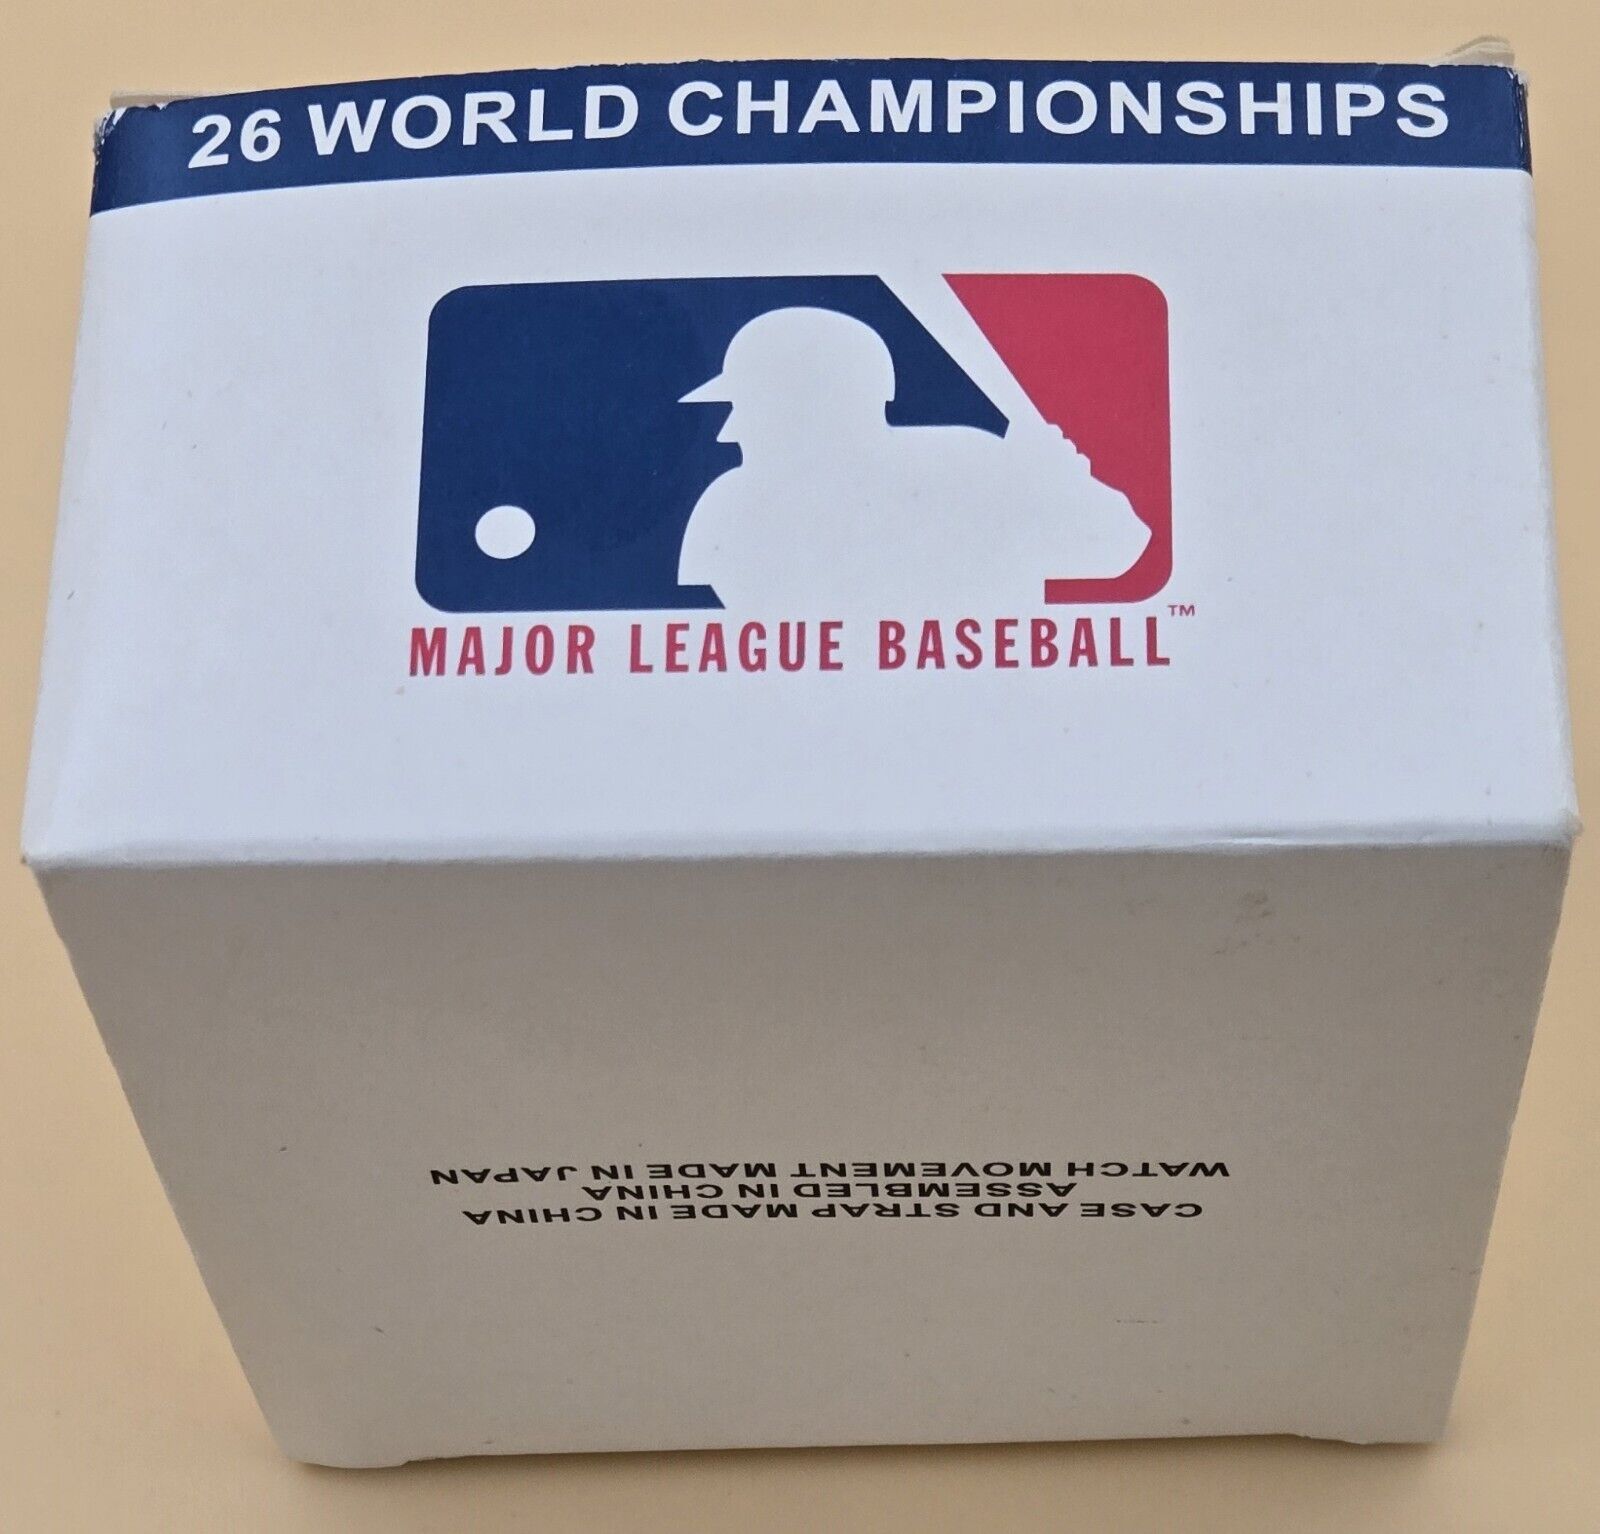 26 WORLD CHAMPIONSHIPS
MAJOR LEAGUE BASEBALL™
CASE AND STRAP MADE IN CHINA
ASSEMBLED IN CHINA
WATCH MOVEMENT MADE IN JAPAN